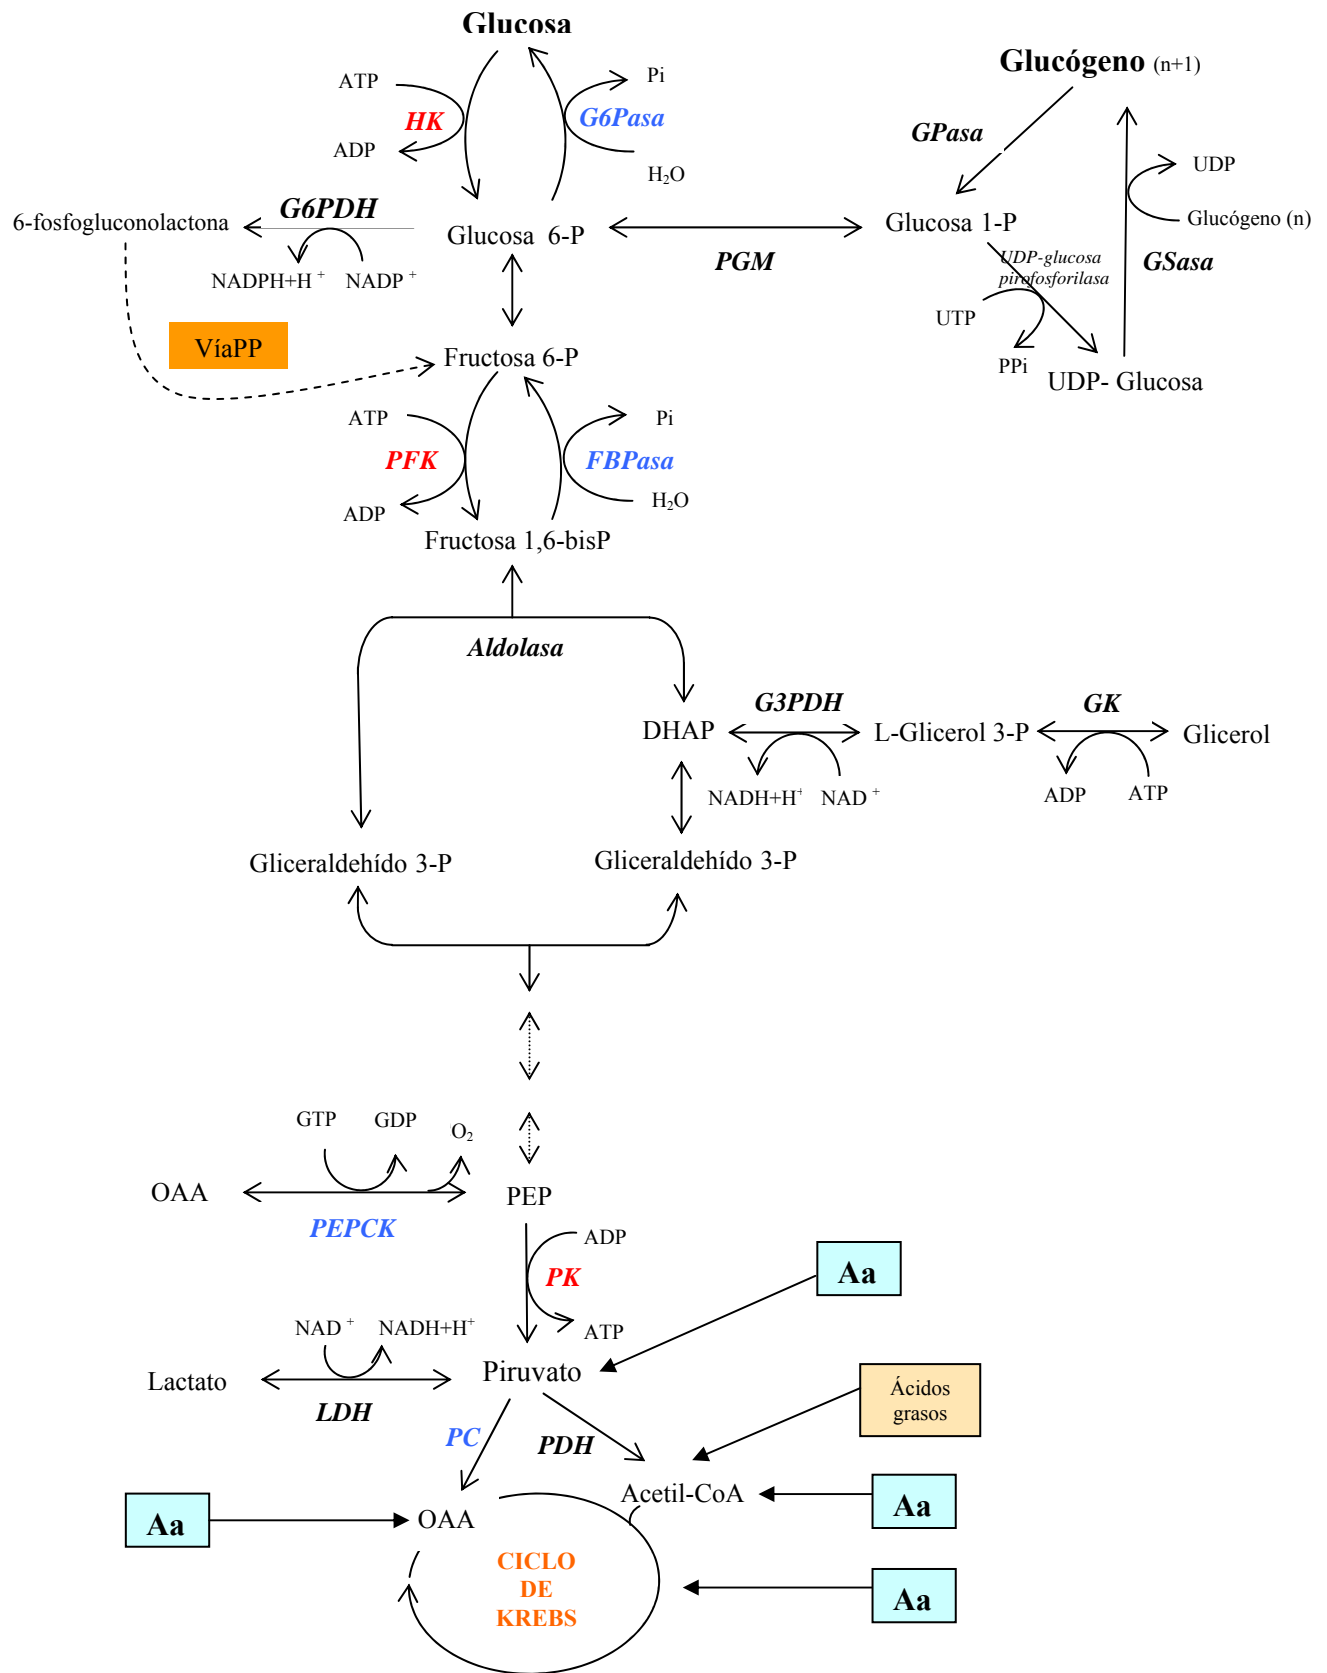 Glucosa
Glucógeno (n+1)
ATP
Pi
HK
G6Pasa
GPasa
ADP
H2O
UDP
Glucógeno (n)
6-fosfogluconolactona
G6PDH
Glucosa 6-P
Glucosa 1-P
PGM
UDP-glucosa
pirofosforilasa
GSasa
NADPH+H +
NADP +
UTP
VíaPP
Fructosa 6-P
PPi
UDP- Glucosa
ATP
Pi
PFK
FBPasa
ADP
H2O
Fructosa 1,6-bisP
Aldolasa
G3PDH
GK
DHAP
L-Glicerol 3-P
Glicerol
NADH+H+
NAD +
ADP
ATP
Gliceraldehído 3-P
Gliceraldehído 3-P
GTP
GDP
O2
OAA
PEP
PEPCK
ADP
PK
Aa
NAD +
NADH+H+
ATP
Lactato
Piruvato
LDH
Ácidos
grasos
PC
PDH
Acetil-CoA
Aa
Aa
OAA
CICLO
DE
KREBS
Aa